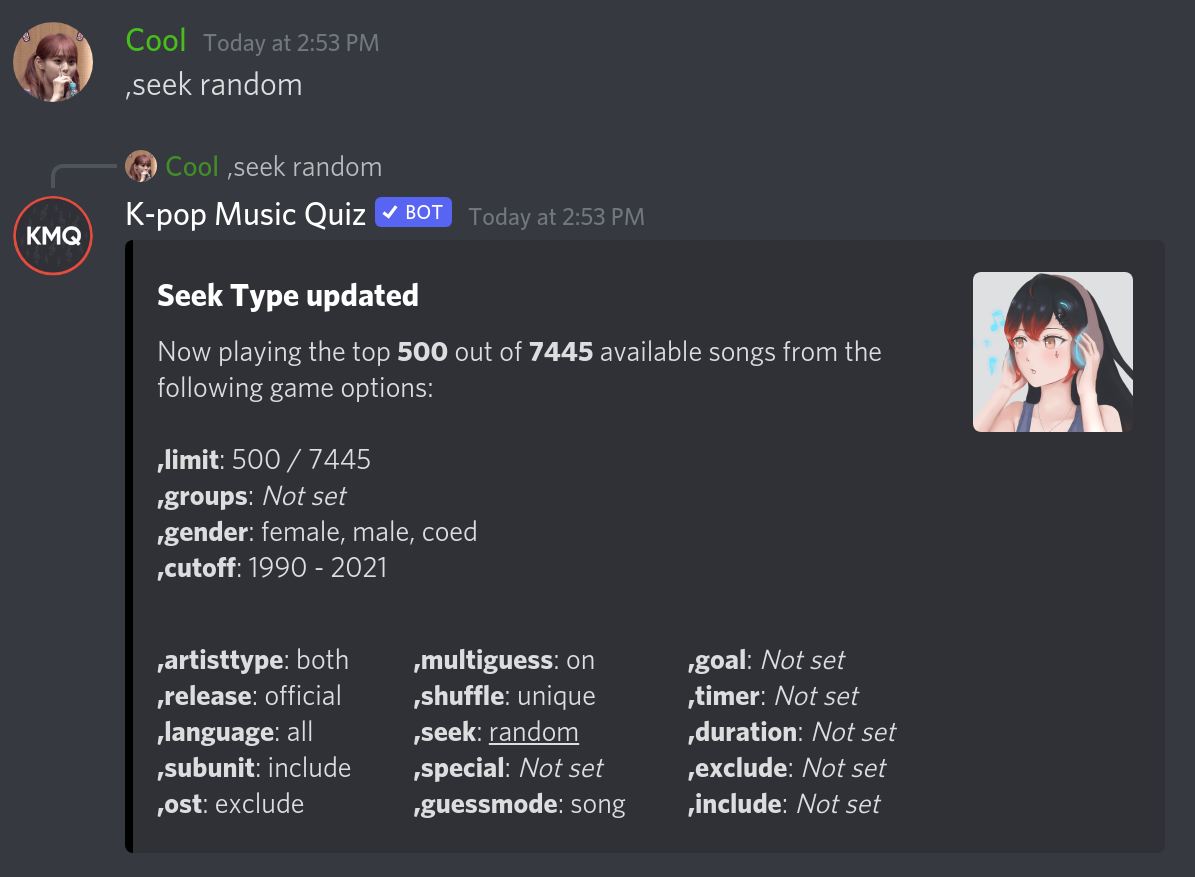 Cool Today at 2:53 PM
,seek random
Cool ,seek random
KMQ
K-pop Music Quiz BOT Today at 2:53 PM
Seek Type updated
Now playing the top 500 out of 7445 available songs from the
following game options:
,limit: 500 / 7445
,groups: Not set
,gender: female, male, coed
,cutoff: 1990 - 2021
,artisttype: both
,release: official
,language: all
,subunit: include
,ost: exclude
,multiguess: on
,shuffle: unique
,seek: random
,special: Not set
,guessmode: song
,goal: Not set
,timer: Not set
,duration: Not set
,exclude: Not set
,include: Not set